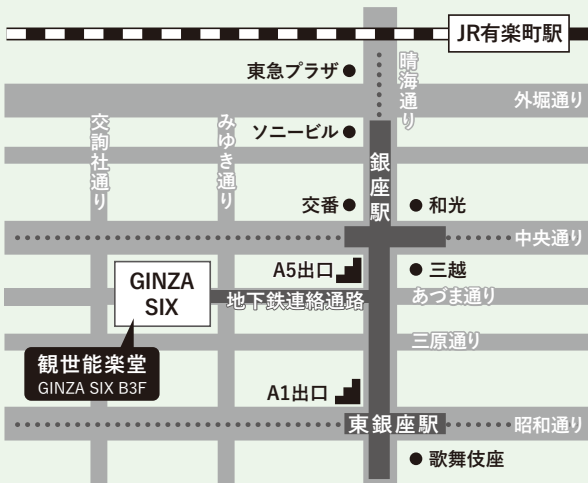 JR有楽町駅
東急プラザ
晴海通り
外堀通り
交詢社通り
みゆき通り
ソニービル
銀座駅
交番
和光
中央通り
GINZA
SIX
A5出口
三越
地下鉄連絡通路
あづま通り
三原通り
観世能楽堂
GINZA SIX B3F
A1出口
東銀座駅
昭和通り
歌舞伎座